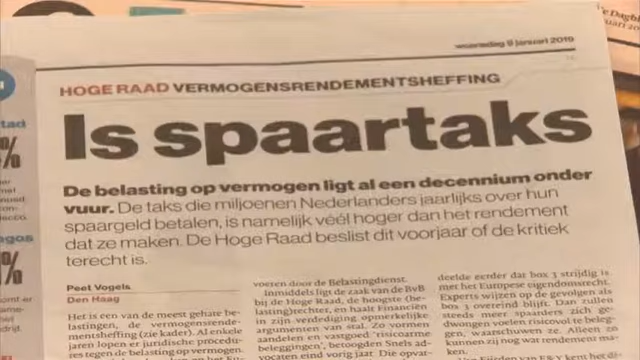 woensdag 9 januari 2019
HOGE RAAD VERMOGENSRENDEMENTSHEFFING
Is spaartaks
De belasting op vermogen ligt al een decennium onder
vuur. De taks die miljoenen Nederlanders jaarlijks over hun
spaargeld betalen, is namelijk véél hoger dan het rendement
dat ze maken. De Hoge Raad beslist dit voorjaar of de kritiek
terecht is.
Peel Vogels
Den Haag
Het is een van de meest gehate be-
lastingen, de vermogensrende-
mentsheffing (zie kader). Al enkele
jaren lopen er juridische procedu-
res tegen de belasting op vermogen.
voeren door de Belastingdienst.
Inmiddels ligt de zaak van de BvB
bij de Hoge Raad, de hoogste (be-
lasting)rechter, en haalt Financiën
in zijn verdediging opmerkelijke
argumenten van stal. Zo vormen
aandelen en vastgoed 'risicoarme
beleggingen', betoogden Snels ad-
vocaten eind vorig jaar. Die opvat-
deelde eerder dat box 3 strijdig is
met het Europese eigendomsrecht.
Experts wijzen op de gevolgen als
box 3 overeind blijft. Dan zullen
steeds meer spaarders zich ge-
dwongen voelen risicovol te beleg-
gen, waarschuwen ze. Alleen zo
kunnen zij nog wat rendement ma-
ken.